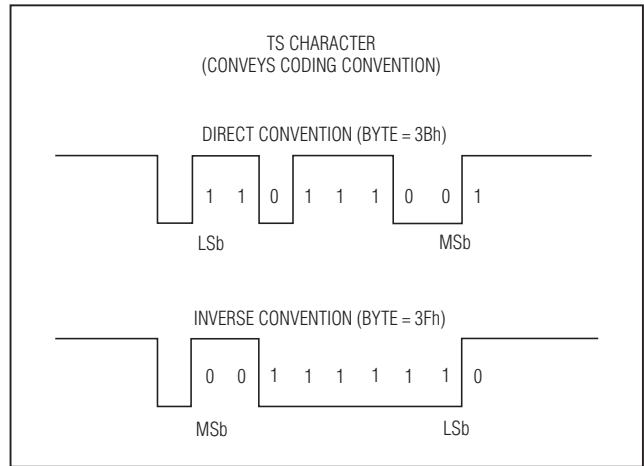 TS CHARACTER
(CONVEYS CODING CONVENTION)
DIRECT CONVENTION (BYTE = 3Bh)
1 1 0 1 1 1 0 0 1
LSb MSb
INVERSE CONVENTION (BYTE = 3Fh)
0 0 1 1 1 1 1 1 0
MSb LSb